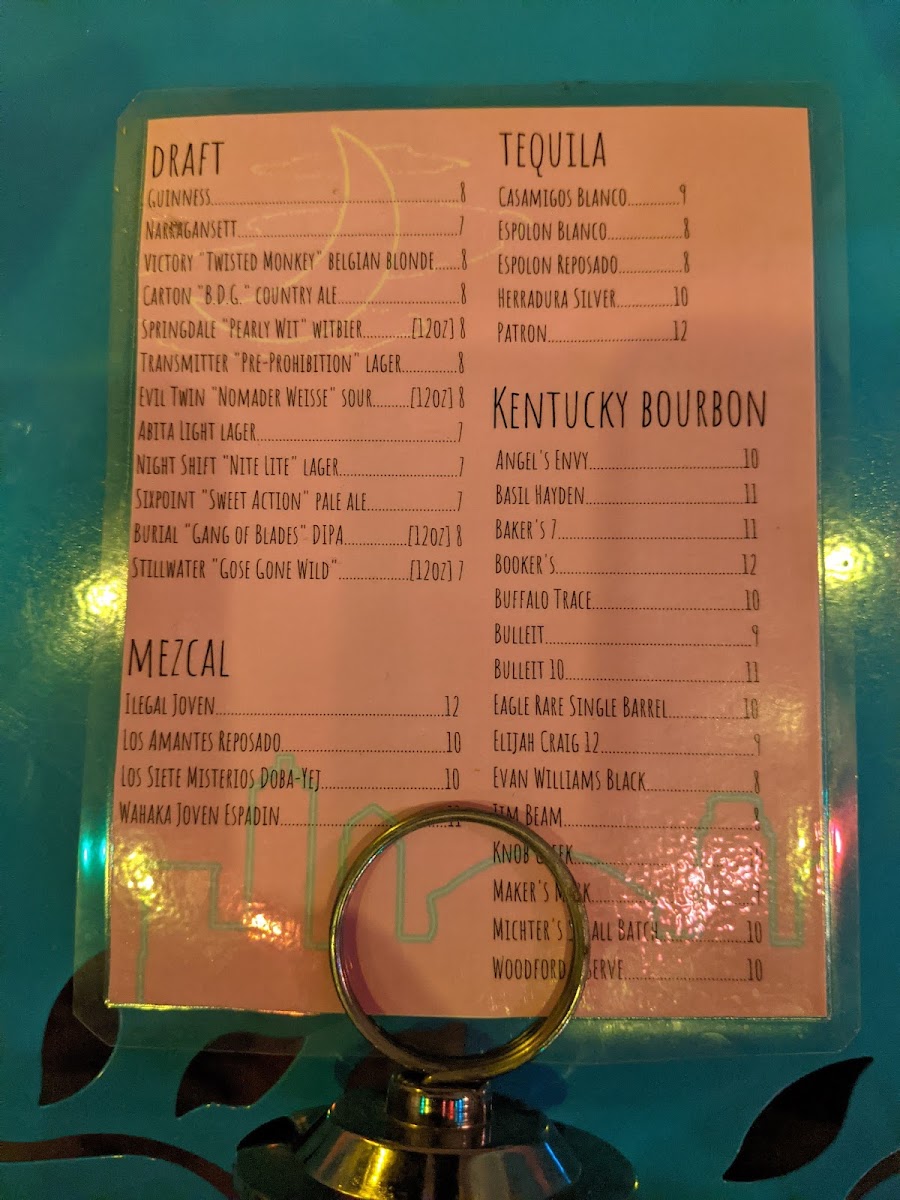 DRAFT
GUINNESS 8
NARRAGANSETT 7
VICTORY "TWISTED MONKEY" BELGIAN BLONDE 8
CARTON "B.D.G." COUNTRY ALE 8
SPRINGDALE "PEARLY WIT" WITBIER [12OZ] 8
TRANSMITTER "PRE-PROHIBITION" LAGER 8
EVIL TWIN "NOMADER WEISSE" SOUR [12OZ] 8
ABITA LIGHT LAGER 7
NIGHT SHIFT "NITE LITE" LAGER 7
SIXPOINT "SWEET ACTION" PALE ALE 7
BURIAL "GANG OF BLADES" DIPA [12OZ] 8
STILLWATER "GOSE GONE WILD" [12OZ] 7
MEZCAL
ILEGAL JOVEN 12
LOS AMANTES REPOSADO 10
LOS SIETE MISTERIOS DOBA-YEJ 10
WAHAKA JOVEN ESPADIN 11
TEQUILA
CASAMIGOS BLANCO 9
ESPOLON BLANCO 8
ESPOLON REPOSADO 8
HERRADURA SILVER 10
PATRON 12
KENTUCKY BOURBON
ANGEL'S ENVY 10
BASIL HAYDEN 11
BAKER'S 7 11
BOOKER'S 12
BUFFALO TRACE 10
BULLEIT 9
BULLEIT 10 11
EAGLE RARE SINGLE BARREL 10
ELIJAH CRAIG 12 9
EVAN WILLIAMS BLACK 8
JIM BEAM 8
KNOB
MAKER'S
MICHTER'S BATCH 10
WOODFORD 10